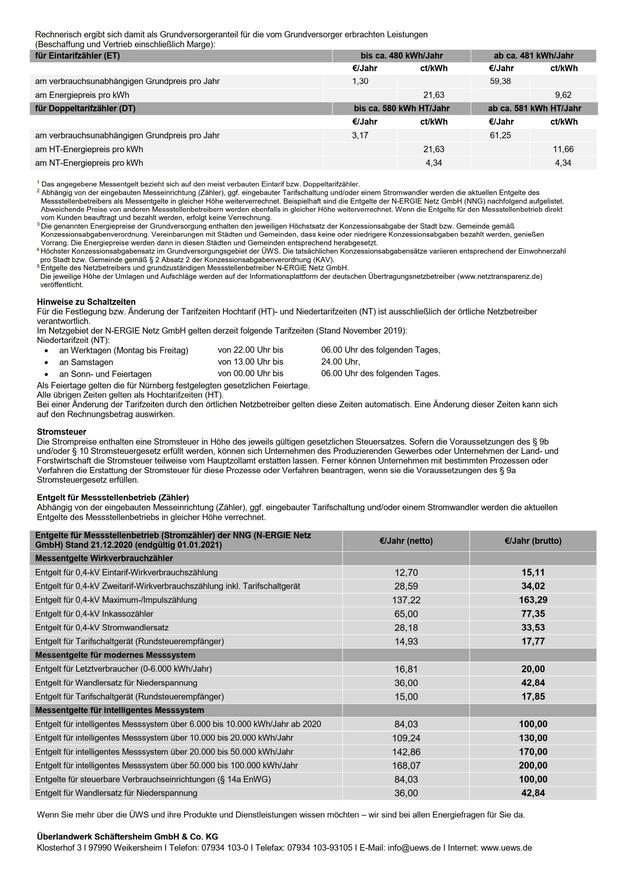 Rechnerisch ergibt sich damit als Grundversorgeranteil für die vom Grundversorger erbrachten Leistungen
(Beschaffung und Vertrieb einschließlich Marge):
für Eintarifzähler (ET) bis ca. 480 kWh/Jahr ab ca. 481 kWh/Jahr
€/Jahr ct/kWh €/Jahr ct/kWh
am verbrauchsunabhängigen Grundpreis pro Jahr 1,30 59,38
am Energiepreis pro kWh 21,63 9,62
für Doppeltarifzähler (DT) bis ca. 580 kWh HT/Jahr ab ca. 581 kWh HT/Jahr
€/Jahr ct/kWh €/Jahr ct/kWh
am verbrauchsunabhängigen Grundpreis pro Jahr 3,17 61,25
am HT-Energiepreis pro kWh 21,63 11,66
am NT-Energiepreis pro kWh 4,34 4,34
1 Das angegebene Messentgelt bezieht sich auf den meist verbauten Eintarif bzw. Doppeltarifzähler.
2 Abhängig von der eingebauten Messeinrichtung (Zähler), ggf. eingebauter Tarifschaltung und/oder einem Stromwandler werden die aktuellen Entgelte des
Messstellenbetreibers als Messentgelte in gleicher Höhe weiterverrechnet. Beispielhaft sind die Entgelte der N-ERGIE Netz GmbH (NNG) nachfolgend aufgelistet.
Abweichende Preise von anderen Messstellenbetreibern werden ebenfalls in gleicher Höhe weiterverrechnet. Wenn die Entgelte für den Messstellenbetrieb direkt
vom Kunden beauftragt und bezahlt werden, erfolgt keine Verrechnung.
3 Die genannten Energiepreise der Grundversorgung enthalten den jeweiligen Höchstsatz der Konzessionsabgabe der Stadt bzw. Gemeinde gemäß
Konzessionsabgabenverordnung. Vereinbarungen mit Städten und Gemeinden, dass keine oder niedrigere Konzessionsabgaben bezahlt werden, genießen
Vorrang. Die Energiepreise werden dann in diesen Städten und Gemeinden entsprechend herabgesetzt.
4 Höchster Konzessionsabgabensatz im Grundversorgungsgebiet der ÜWS. Die tatsächlichen Konzessionsabgabensätze variieren entsprechend der Einwohnerzahl
pro Stadt bzw. Gemeinde gemäß § 2 Absatz 2 der Konzessionsabgabenverordnung (KAV).
5 Entgelte des Netzbetreibers und grundzuständigen Messstellenbetreiber N-ERGIE Netz GmbH.
Die jeweilige Höhe der Umlagen und Aufschläge werden auf der Informationsplattform der deutschen Übertragungsnetzbetreiber (www.netztransparenz.de)
veröffentlicht.
Hinweise zu Schaltzeiten
Für die Festlegung bzw. Änderung der Tarifzeiten Hochtarif (HT)- und Niedertarifzeiten (NT) ist ausschließlich der örtliche Netzbetreiber
verantwortlich.
Im Netzgebiet der N-ERGIE Netz GmbH gelten derzeit folgende Tarifzeiten (Stand November 2019):
Niedertarifzeit (NT):
• an Werktagen (Montag bis Freitag) von 22.00 Uhr bis 06.00 Uhr des folgenden Tages,
• an Samstagen von 13.00 Uhr bis 24.00 Uhr,
• an Sonn- und Feiertagen von 00.00 Uhr bis 06.00 Uhr des folgenden Tages.
Als Feiertage gelten die für Nürnberg festgelegten gesetzlichen Feiertage.
Alle übrigen Zeiten gelten als Hochtarifzeiten (HT).
Bei einer Änderung der Tarifzeiten durch den örtlichen Netzbetreiber gelten diese Zeiten automatisch. Eine Änderung dieser Zeiten kann sich
auf den Rechnungsbetrag auswirken.
Stromsteuer
Die Strompreise enthalten eine Stromsteuer in Höhe des jeweils gültigen gesetzlichen Steuersatzes. Sofern die Voraussetzungen des § 9b
und/oder § 10 Stromsteuergesetz erfüllt werden, können sich Unternehmen des Produzierenden Gewerbes oder Unternehmen der Land- und
Forstwirtschaft die Stromsteuer teilweise vom Hauptzollamt erstatten lassen. Ferner können Unternehmen mit bestimmten Prozessen oder
Verfahren die Erstattung der Stromsteuer für diese Prozesse oder Verfahren beantragen, wenn sie die Voraussetzungen des § 9a
Stromsteuergesetz erfüllen.
Entgelt für Messstellenbetrieb (Zähler)
Abhängig von der eingebauten Messeinrichtung (Zähler), ggf. eingebauter Tarifschaltung und/oder einem Stromwandler werden die aktuellen
Entgelte des Messstellenbetriebs in gleicher Höhe verrechnet.
Entgelte für Messstellenbetrieb (Stromzähler) der NNG (N-ERGIE Netz
GmbH) Stand 21.12.2020 (endgültig 01.01.2021) €/Jahr (netto) €/Jahr (brutto)
Messentgelte Wirkverbrauchzähler
Entgelt für 0,4-kV Eintarif-Wirkverbrauchszählung 12,70 15,11
Entgelt für 0,4-kV Zweitarif-Wirkverbrauchszählung inkl. Tarifschaltgerät 28,59 34,02
Entgelt für 0,4-kV Maximum-/Impulszählung 137,22 163,29
Entgelt für 0,4-kV Inkassozähler 65,00 77,35
Entgelt für 0,4-kV Stromwandlersatz 28,18 33,53
Entgelt für Tarifschaltgerät (Rundsteuerempfänger) 14,93 17,77
Messentgelte für modernes Messsystem
Entgelt für Letztverbraucher (0-6.000 kWh/Jahr) 16,81 20,00
Entgelt für Wandlersatz für Niederspannung 36,00 42,84
Entgelt für Tarifschaltgerät (Rundsteuerempfänger) 15,00 17,85
Messentgelte für intelligentes Messsystem
Entgelt für intelligentes Messsystem über 6.000 bis 10.000 kWh/Jahr ab 2020 84,03 100,00
Entgelt für intelligentes Messsystem über 10.000 bis 20.000 kWh/Jahr 109,24 130,00
Entgelt für intelligentes Messsystem über 20.000 bis 50.000 kWh/Jahr 142,86 170,00
Entgelt für intelligentes Messsystem über 50.000 bis 100.000 kWh/Jahr 168,07 200,00
Entgelte für steuerbare Verbrauchseinrichtungen (§ 14a EnWG) 84,03 100,00
Entgelt für Wandlersatz für Niederspannung 36,00 42,84
Wenn Sie mehr über die ÜWS und ihre Produkte und Dienstleistungen wissen möchten – wir sind bei allen Energiefragen für Sie da.
Überlandwerk Schäftersheim GmbH & Co. KG
Klosterhof 3 I 97990 Weikersheim I Telefon: 07934 103-0 I Telefax: 07934 103-93105 I E-Mail: info@uews.de I Internet: www.uews.de